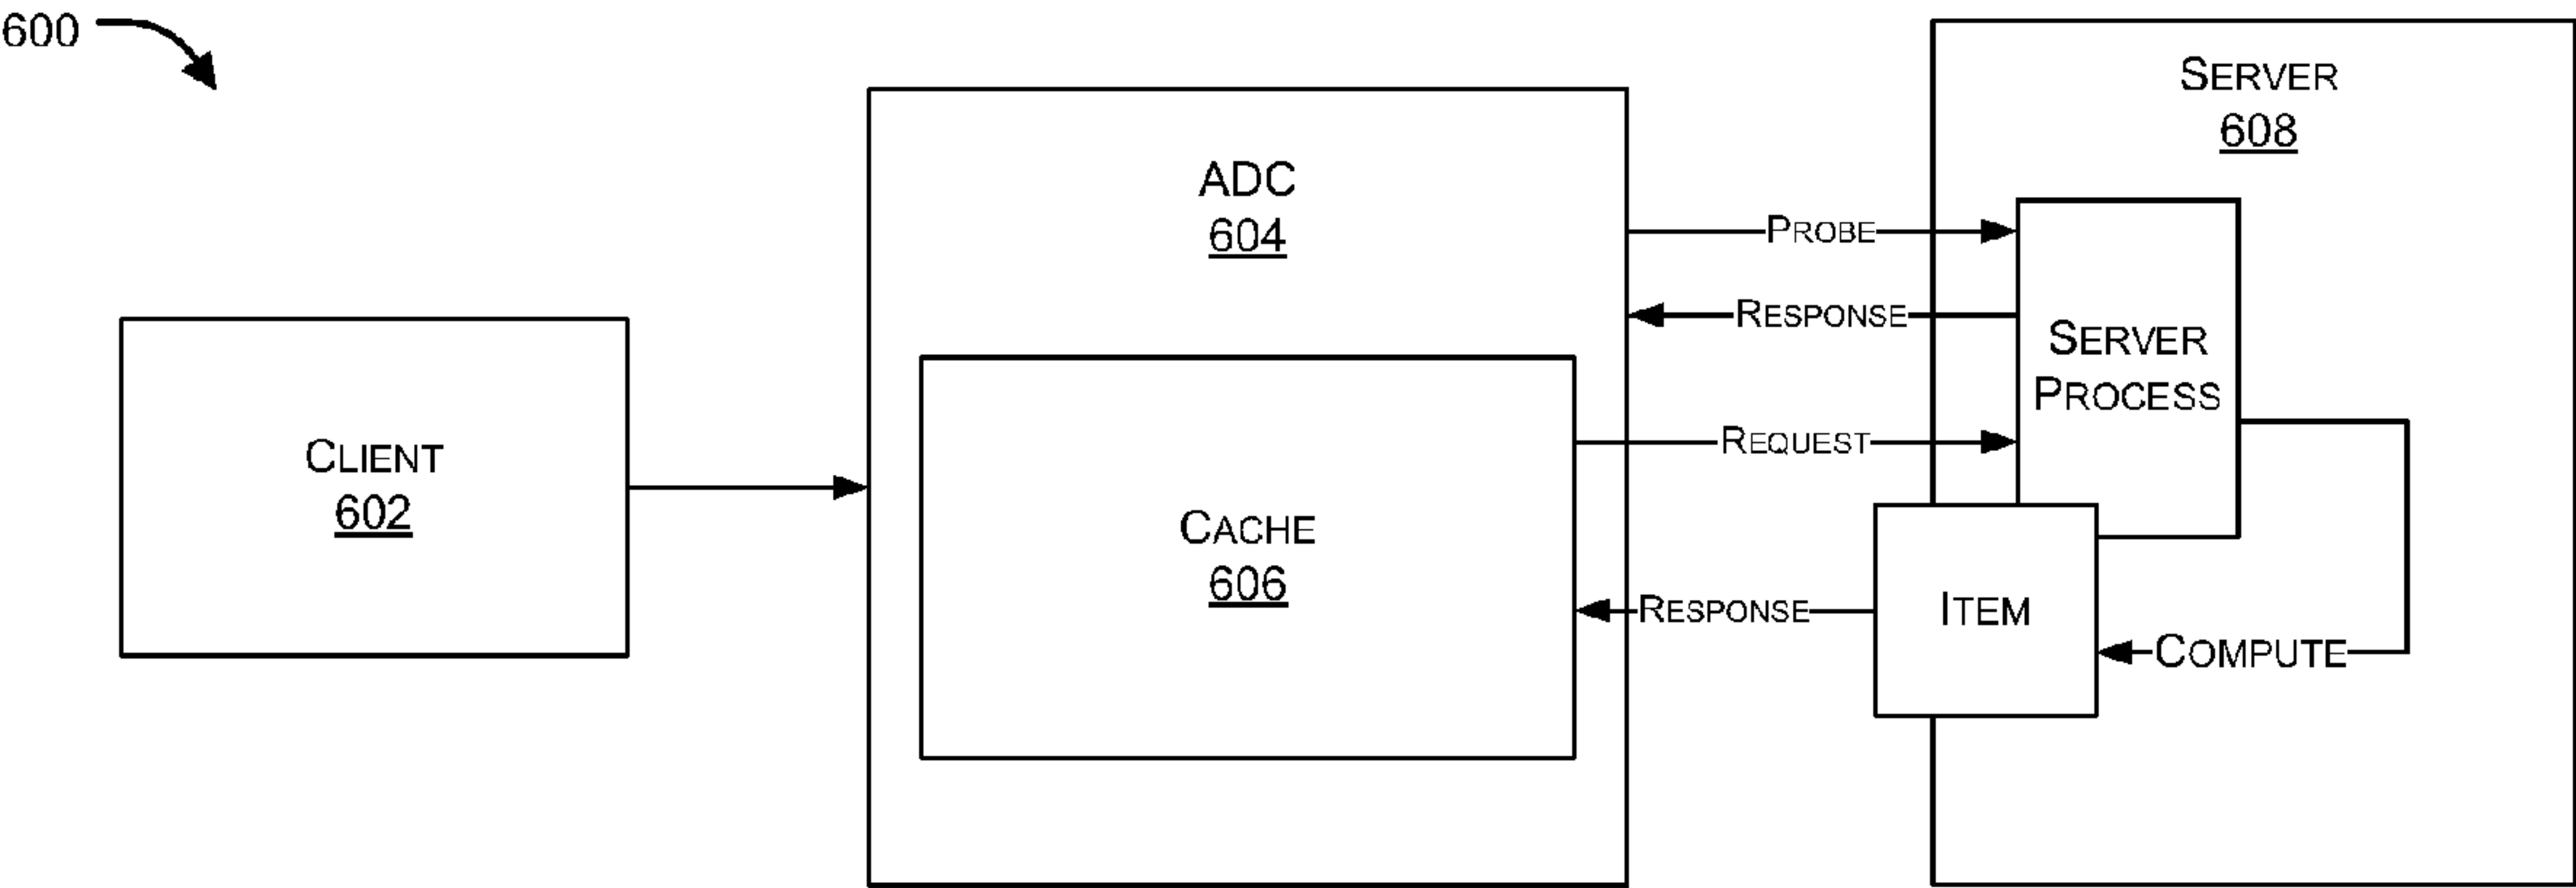 600
CLIENT
602
ADC
604
CACHE
606
PROBE
RESPONSE
REQUEST
RESPONSE
SERVER
608
SERVER
PROCESS
ITEM
COMPUTE